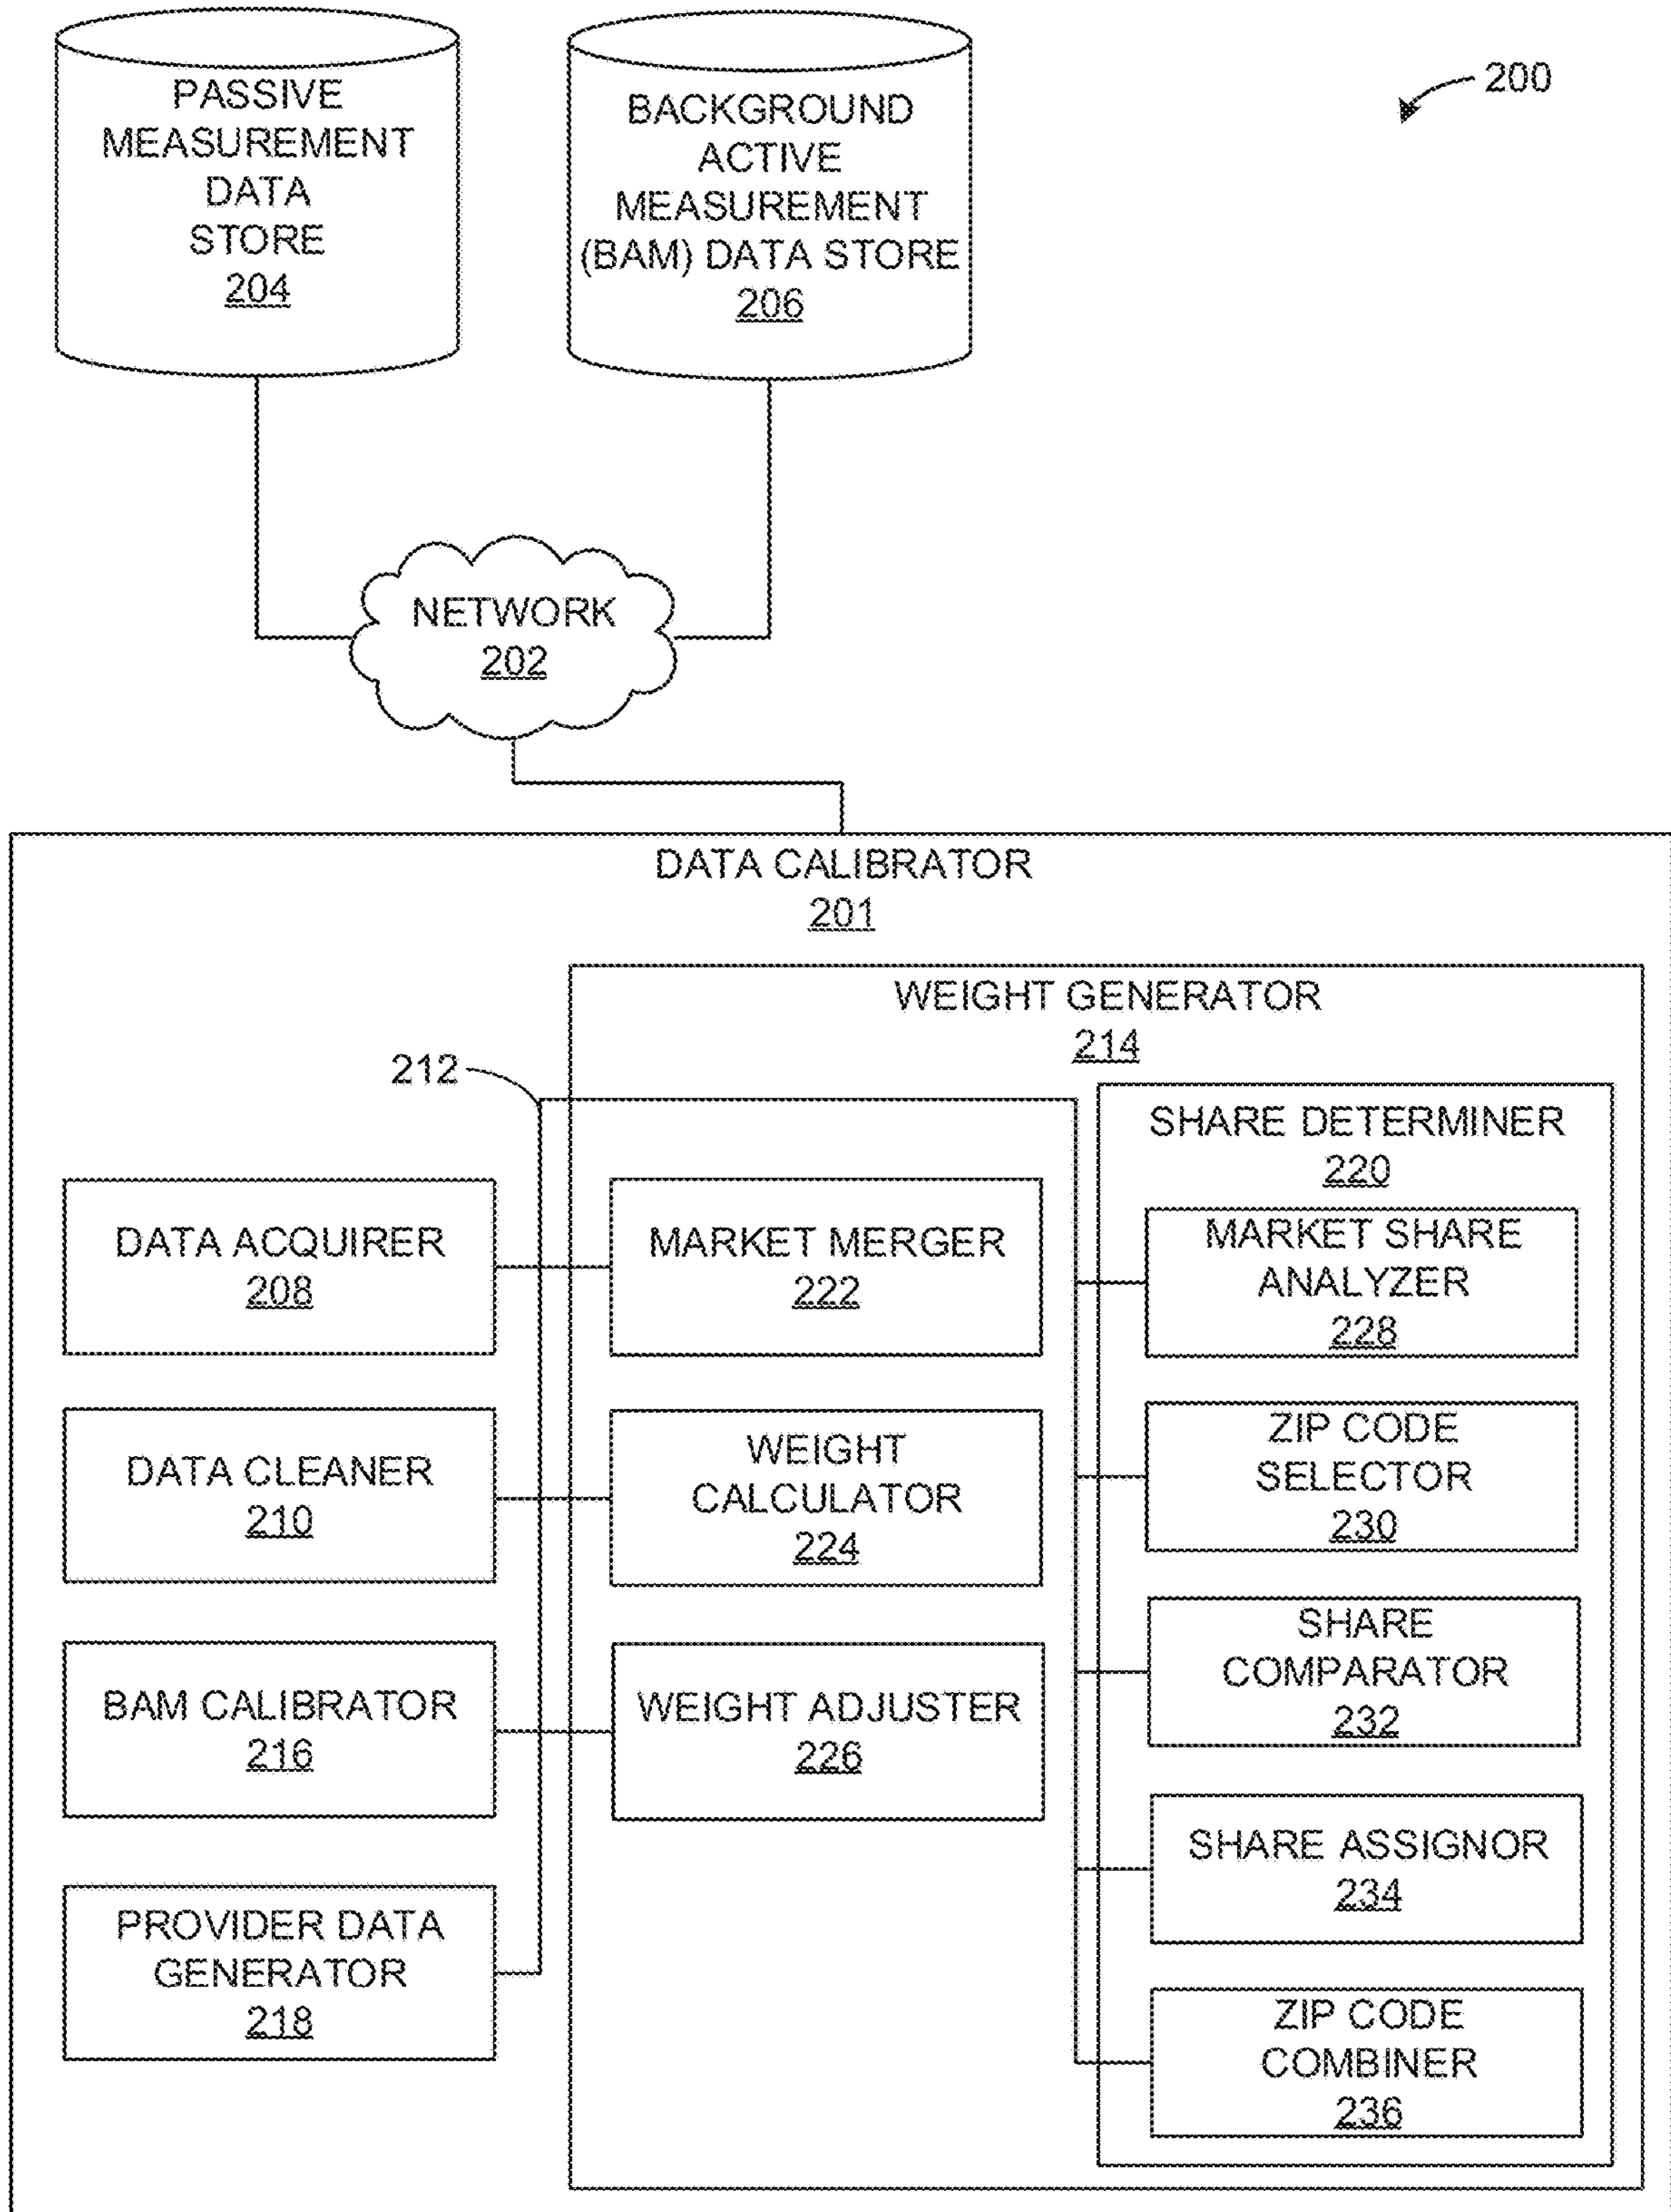 PASSIVE
MEASUREMENT
DATA
STORE
204
BACKGROUND
ACTIVE
MEASUREMENT
(BAM) DATA STORE
206
200
NETWORK
202
DATA CALIBRATOR
201
WEIGHT GENERATOR
214
212
DATA ACQUIRER
208
DATA CLEANER
210
BAM CALIBRATOR
216
PROVIDER DATA
GENERATOR
218
MARKET MERGER
222
WEIGHT
CALCULATOR
224
WEIGHT ADJUSTER
226
SHARE DETERMINER
220
MARKET SHARE
ANALYZER
228
ZIP CODE
SELECTOR
230
SHARE
COMPARATOR
232
SHARE ASSIGNOR
234
ZIP CODE
COMBINER
236